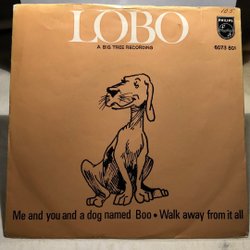 LOBO
A BIG TREE RECORDING
105
PHILIPS
6073 801
Me and you and a dog named Boo • Walk away from it all